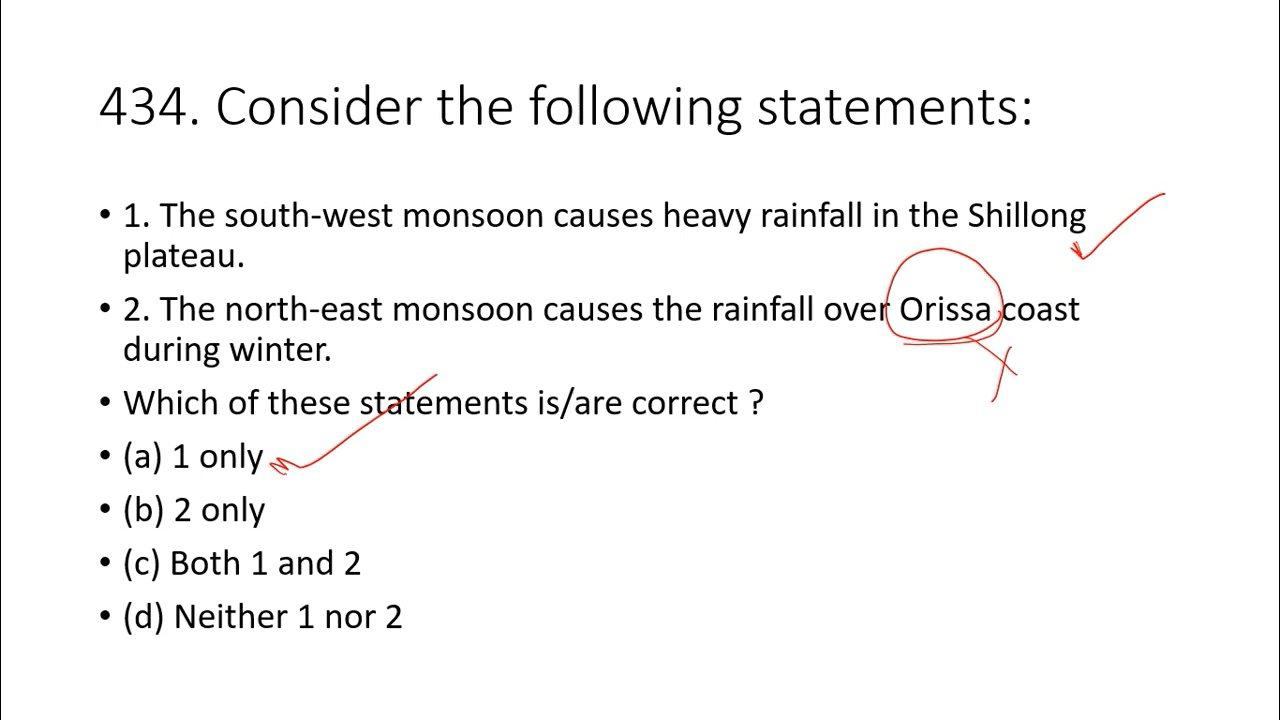 434. Consider the following statements:
• 1. The south-west monsoon causes heavy rainfall in the Shillong
plateau.
• 2. The north-east monsoon causes the rainfall over Orissa coast
during winter.
• Which of these statements is/are correct ?
• (a) 1 only
• (b) 2 only
• (c) Both 1 and 2
• (d) Neither 1 nor 2